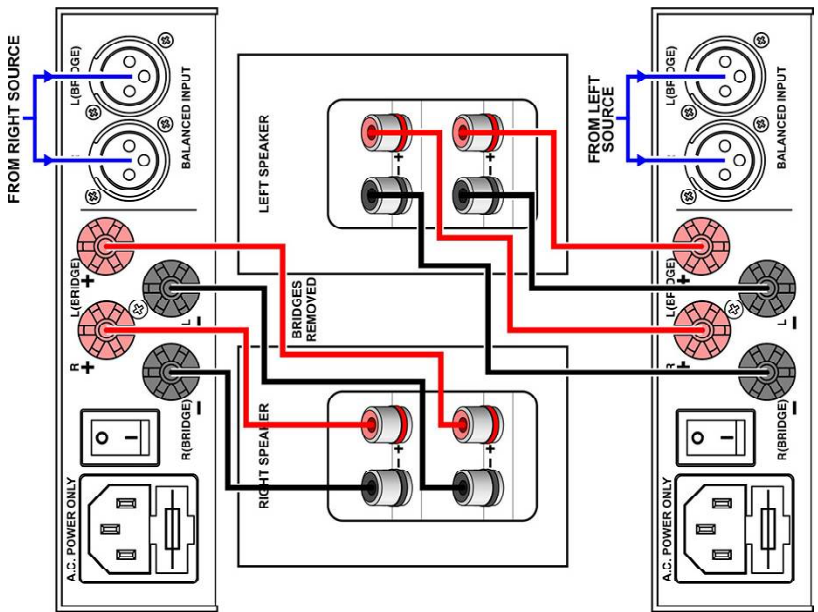 FROM RIGHT SOURCE
L(BRIDGE)
BALANCED INPUT
+
L(BRIDGE)
L
–
R
+
R(BRIDGE)
–
A.C. POWER ONLY
LEFT SPEAKER
+
–
+
–
BRIDGES
REMOVED
RIGHT SPEAKER
+
–
+
–
FROM LEFT
SOURCE
L(BRIDGE)
BALANCED INPUT
+
L(BRIDGE)
L
–
R
+
R(BRIDGE)
–
A.C. POWER ONLY